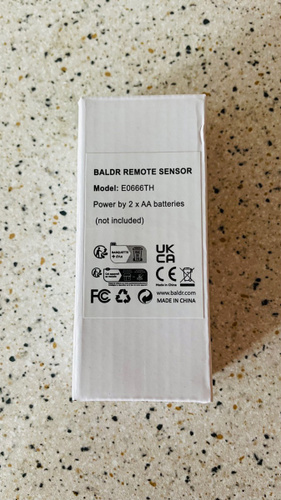 BALDR REMOTE SENSOR
Model: E0666TH
Power by 2 x AA batteries
(not included)
UK
CA
CE
Made in China
FC
www.baldr.com
Made in China